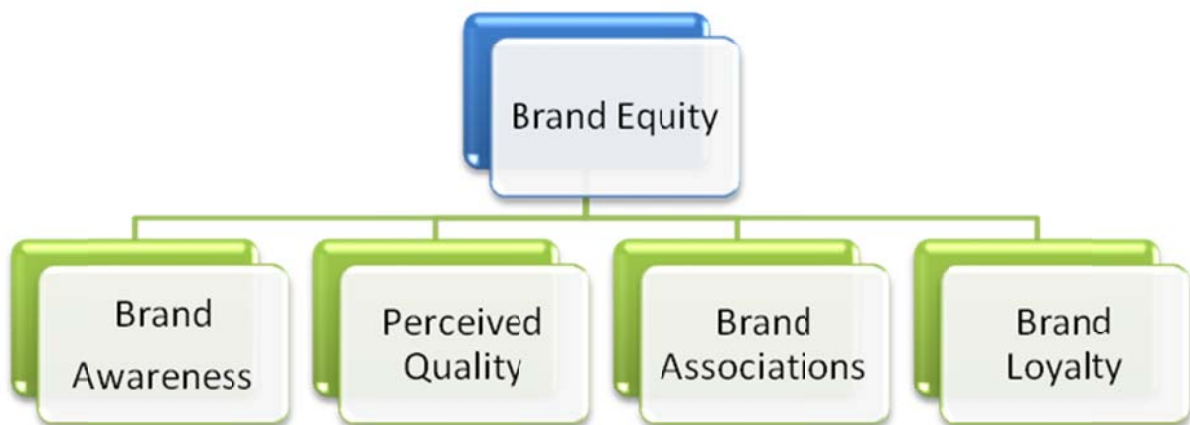 Brand Equity
Brand
Awareness
Perceived
Quality
Brand
Associations
Brand
Loyalty